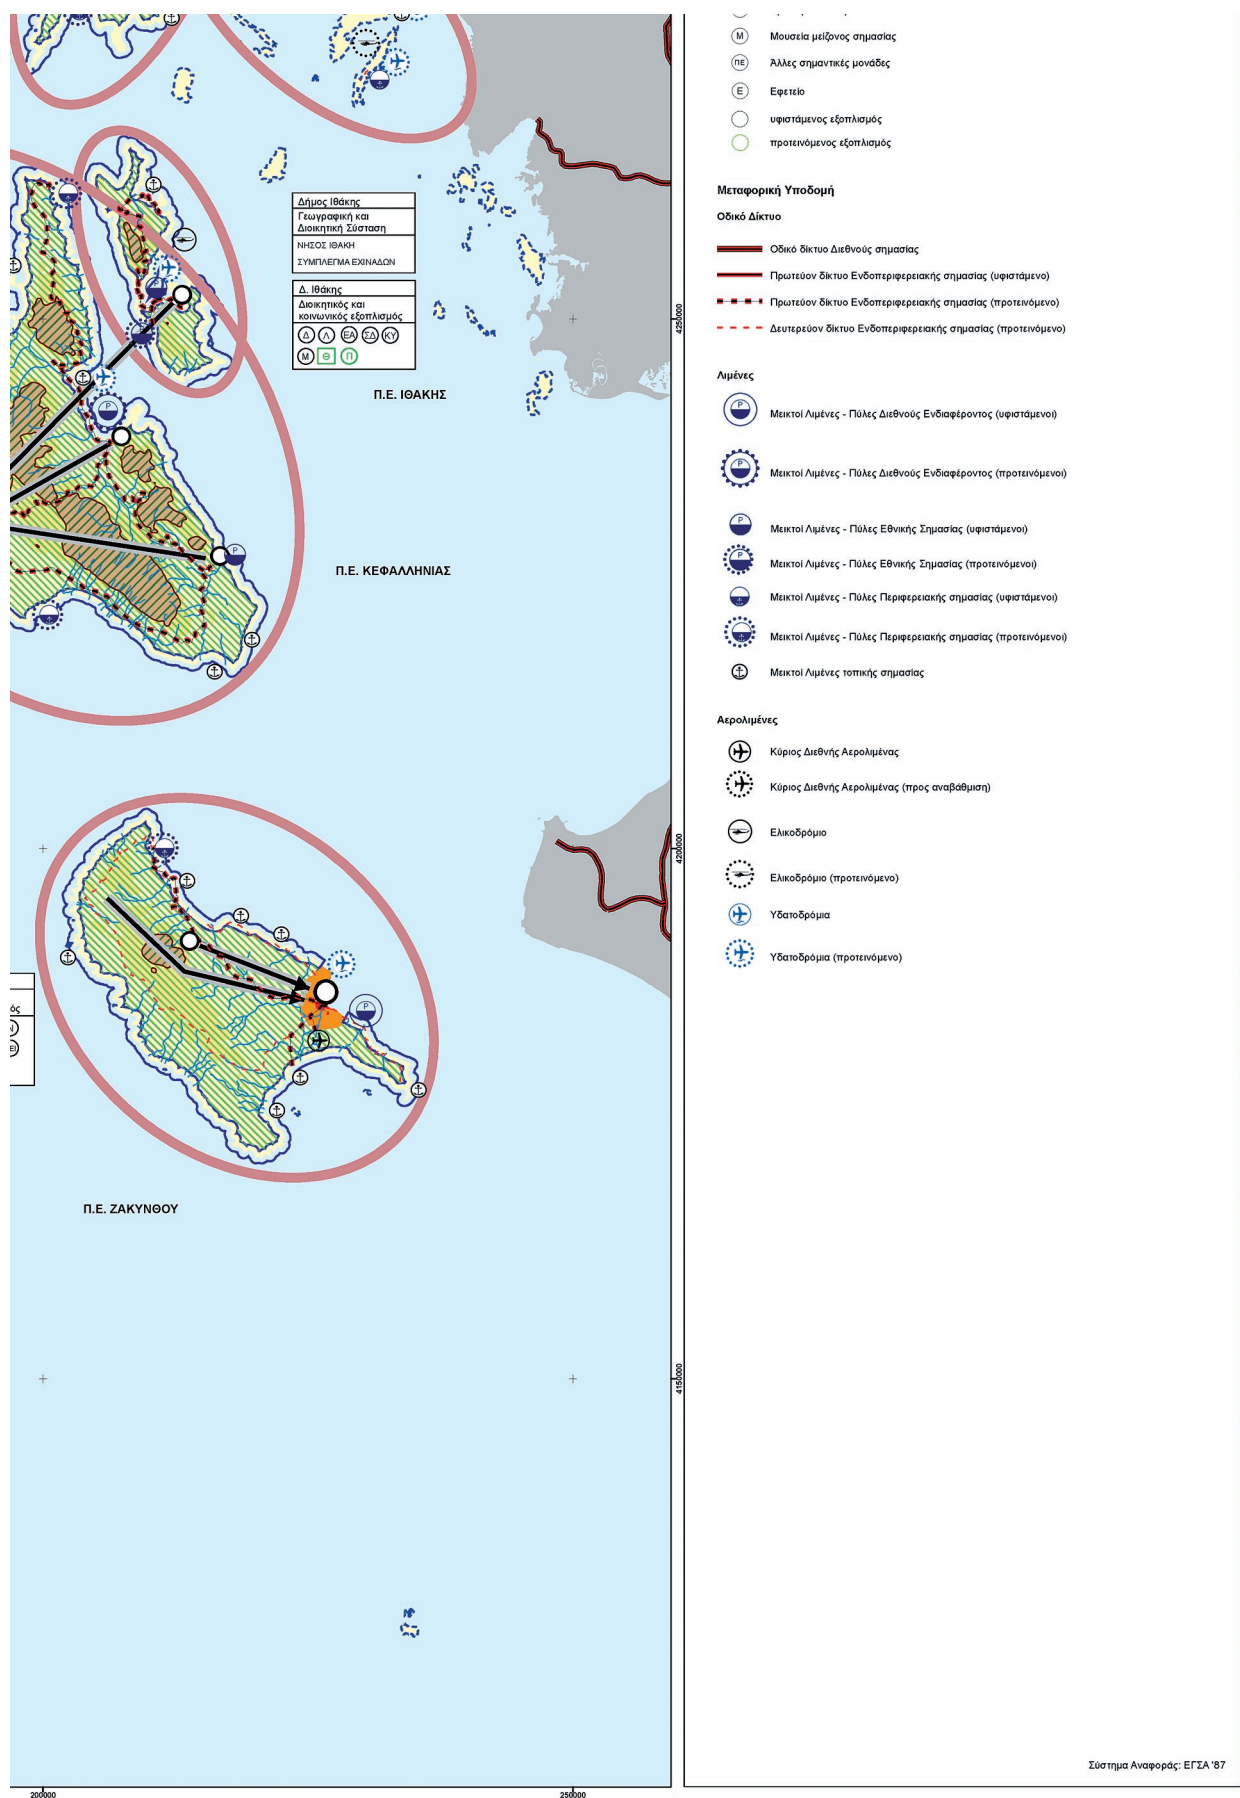 Μ Μουσεία μείζονος σημασίας
ΠΕ Άλλες σημαντικές μονάδες
Ε Εφετείο
υφιστάμενος εξοπλισμός
προτεινόμενος εξοπλισμός
Μεταφορική Υποδομή
Οδικό Δίκτυο
Οδικό δίκτυο Διεθνούς σημασίας
Πρωτεύον δίκτυο Ενδοπεριφερειακής σημασίας (υφιστάμενο)
Πρωτεύον δίκτυο Ενδοπεριφερειακής σημασίας (προτεινόμενο)
Δευτερεύον δίκτυο Ενδοπεριφερειακής σημασίας (προτεινόμενο)
Λιμένες
Ρ Μεικτοί Λιμένες - Πύλες Διεθνούς Ενδιαφέροντος (υφιστάμενοι)
Ρ Μεικτοί Λιμένες - Πύλες Διεθνούς Ενδιαφέροντος (προτεινόμενοι)
Ρ Μεικτοί Λιμένες - Πύλες Εθνικής Σημασίας (υφιστάμενοι)
Ρ Μεικτοί Λιμένες - Πύλες Εθνικής Σημασίας (προτεινόμενοι)
Μεικτοί Λιμένες - Πύλες Περιφερειακής σημασίας (υφιστάμενοι)
Μεικτοί Λιμένες - Πύλες Περιφερειακής σημασίας (προτεινόμενοι)
Μεικτοί Λιμένες τοπικής σημασίας
Αερολιμένες
Κύριος Διεθνής Αερολιμένας
Κύριος Διεθνής Αερολιμένας (προς αναβάθμιση)
Ελικοδρόμιο
Ελικοδρόμιο (προτεινόμενο)
Υδατοδρόμια
Υδατοδρόμια (προτεινόμενο)
Σύστημα Αναφοράς: ΕΓΣΑ '87
Δήμος Ιθάκης
Γεωγραφική και
Διοικητική Σύσταση
ΝΗΣΟΣ ΙΘΑΚΗ
ΣΥΜΠΛΕΓΜΑ ΕΧΙΝΑΔΩΝ
Δ. Ιθάκης
Διοικητικός και
κοινωνικός εξοπλισμός
Δ Λ ΕΑ ΣΔ ΚΥ
Μ Θ Π
Π.Ε. ΙΘΑΚΗΣ
Π.Ε. ΚΕΦΑΛΛΗΝΙΑΣ
Π.Ε. ΖΑΚΥΝΘΟΥ
4250000
4200000
4150000
200000
250000